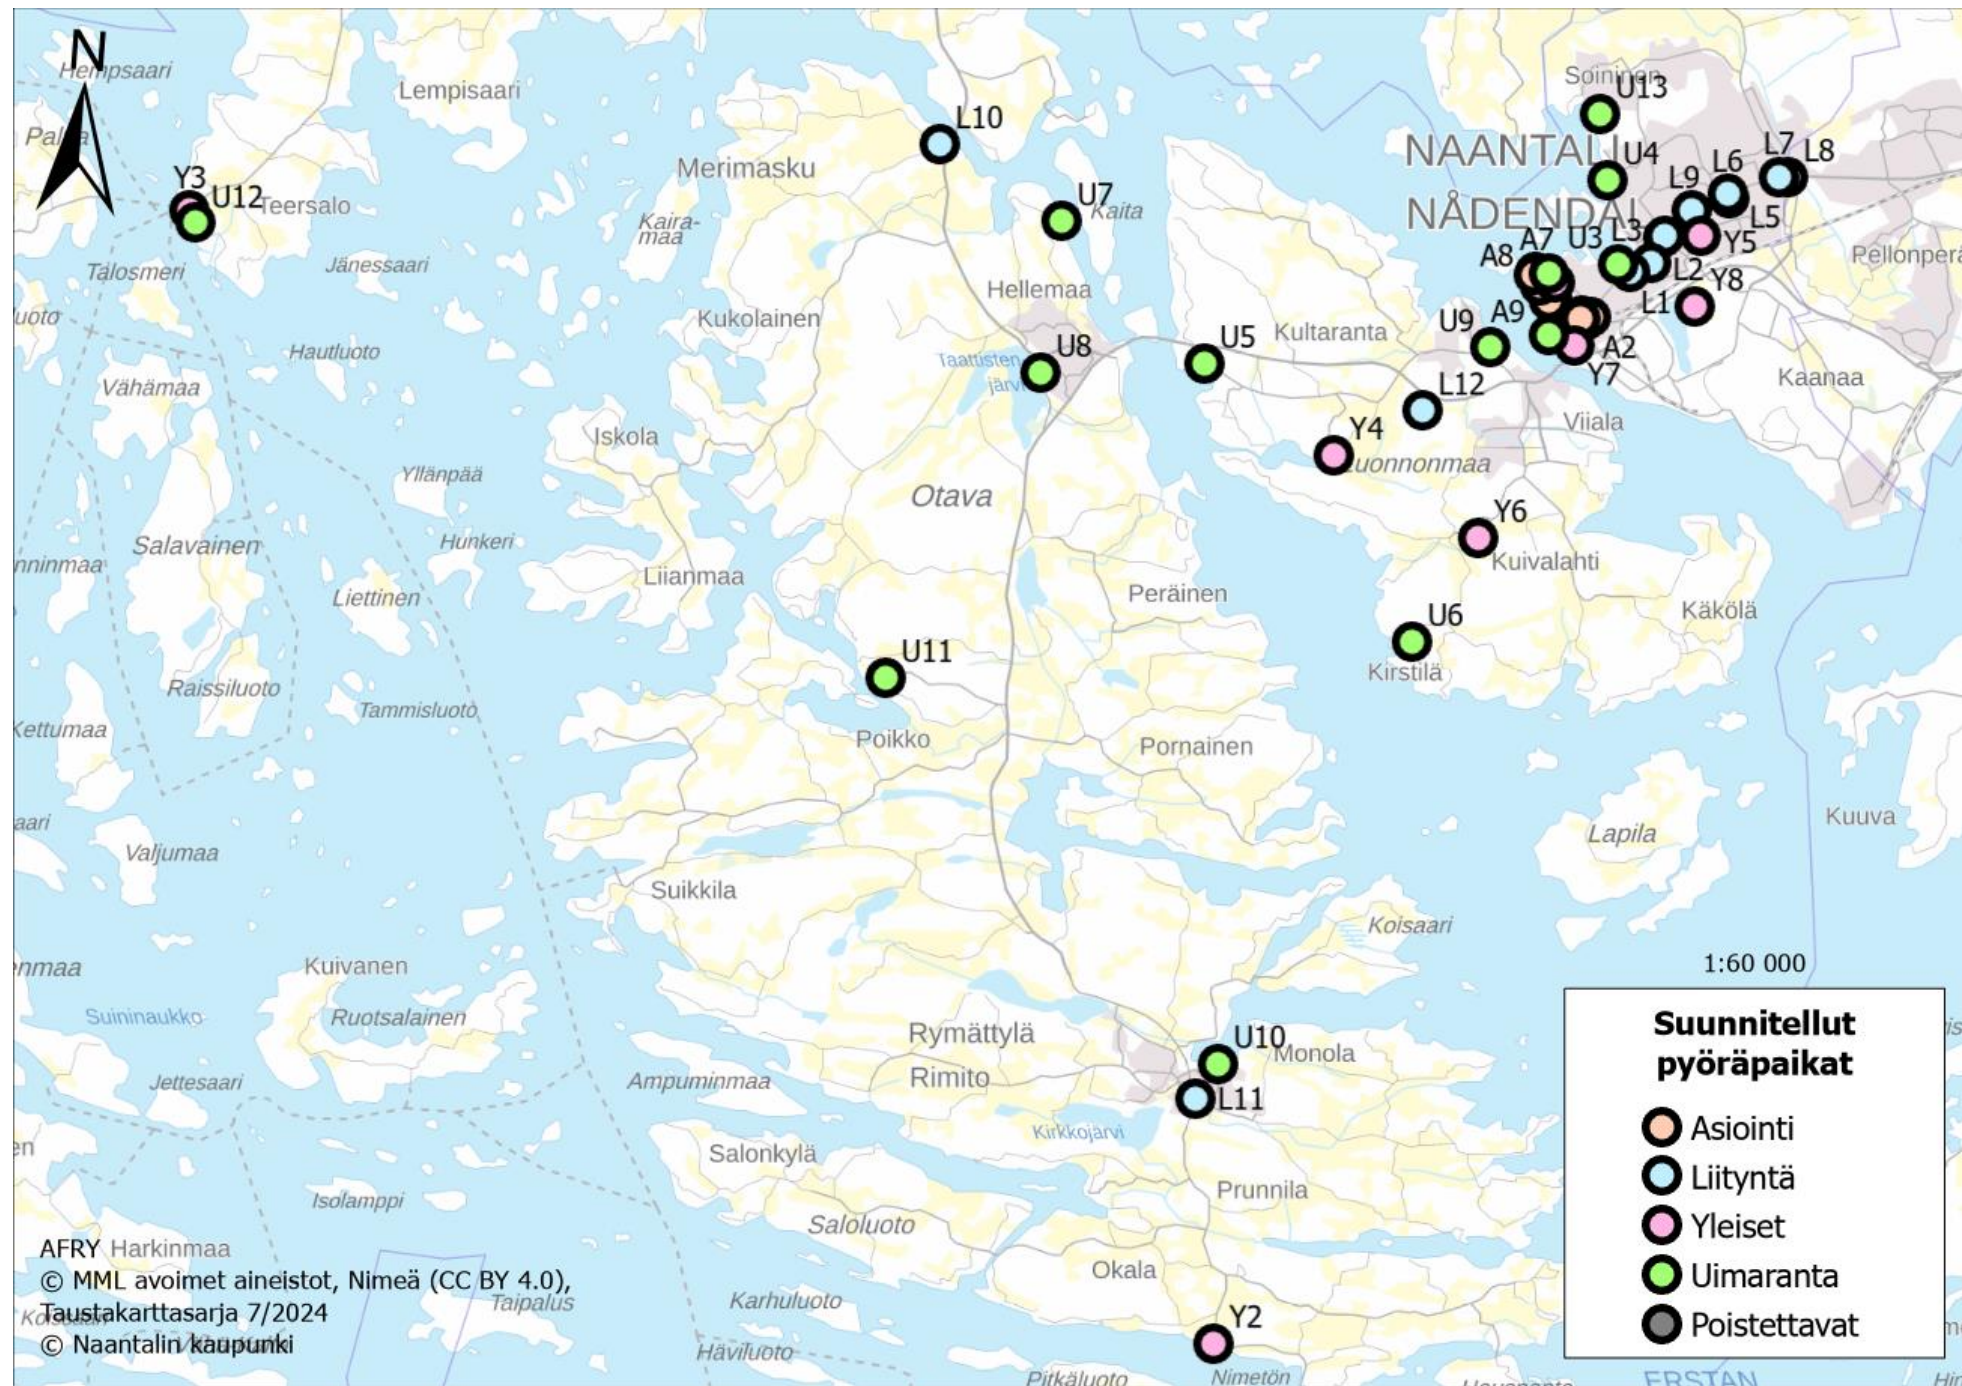 N
Hempsaari
Lempisaari
Soininen
U13
L10
NAANTALI
L7
L8
Merimasku
U4
L6
L9
Y3
U12
Teersalo
U7
Kaita
NÅDENDAL
L5
Kaira-
maa
A7
U3
L3
Y5
A8
Pellonperä
Talosmeri
Jänessaari
L2
Y8
Hellemaa
L1
Kukolainen
U9
A9
U5
Kultaranta
Hautluoto
U8
Taattisten
järvi
A2
Y7
Vähämaa
L12
Kaanaa
Iskola
Y4
Viiala
Luonnonmaa
Yllänpää
Otava
Y6
Salavainen
Hunkeri
Kuivalahti
Liianmaa
Peräinen
Liettinen
U6
Käkölä
U11
Kirstilä
Raissiluoto
Tammisluoto
Kettumaa
Poikko
Pornainen
Kuuva
Lapila
Valjumaa
Suikkila
Koisaari
Kuivanen
1:60 000
Suininaukko
Ruotsalainen
Rymättylä
U10
Monola
Rimito
Jettesaari
Ampuminmaa
L11
Kirkkojärvi
Salonkylä
Isolamppi
Prunnila
Saloluoto
Okala
Taipalus
Karhuluoto
Y2
Häviluoto
Pitkäluoto
Nimetön
ERSTAN
Suunnitellut
pyöräpaikat
Asiointi
Liityntä
Yleiset
Uimaranta
Poistettavat
AFRY Harkinmaa
© MML avoimet aineistot, Nimeä (CC BY 4.0),
Taustakarttasarja 7/2024
© Naantalin kaupunki